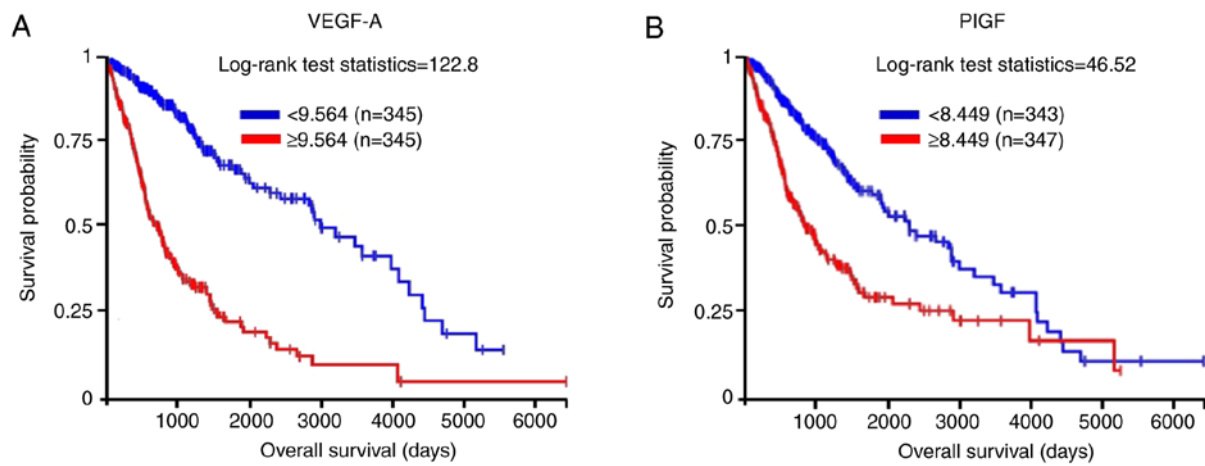 A
VEGF-A
Log-rank test statistics=122.8
<9.564 (n=345)
≥9.564 (n=345)
Survival probability
1
0.75
0.5
0.25
0
1000 2000 3000 4000 5000 6000
Overall survival (days)
B
PIGF
Log-rank test statistics=46.52
<8.449 (n=343)
≥8.449 (n=347)
Survival probability
1
0.75
0.5
0.25
0
1000 2000 3000 4000 5000 6000
Overall survival (days)